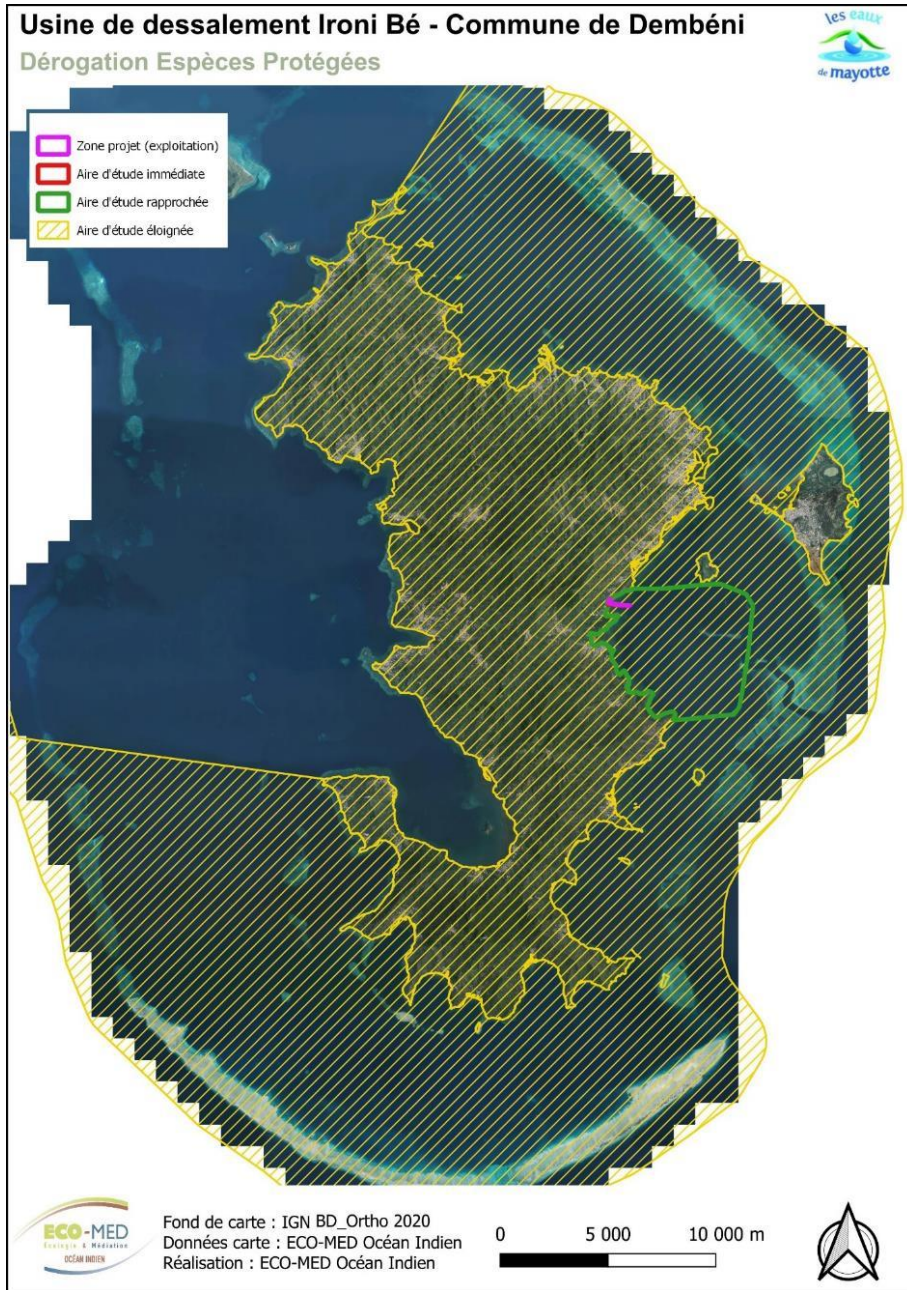 Usine de dessalement Ironi Bé - Commune de Dembéni
Dérogation Espèces Protégées
les eaux
de mayotte
Zone projet (exploitation)
Aire d'étude immédiate
Aire d'étude rapprochée
Aire d'étude éloignée
ECO-MED
Ecologie & Médiation
OCÉAN INDIEN
Fond de carte : IGN BD_Ortho 2020
Données carte : ECO-MED Océan Indien
Réalisation : ECO-MED Océan Indien
0 5 000 10 000 m